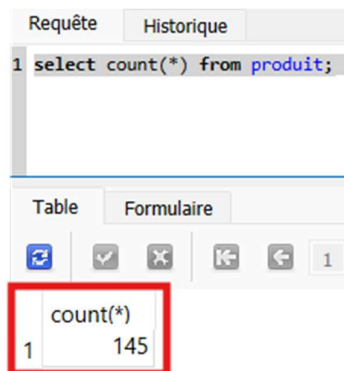 Requête Historique
1 select count(*) from produit;
Table Formulaire
1
count(*)
1 145